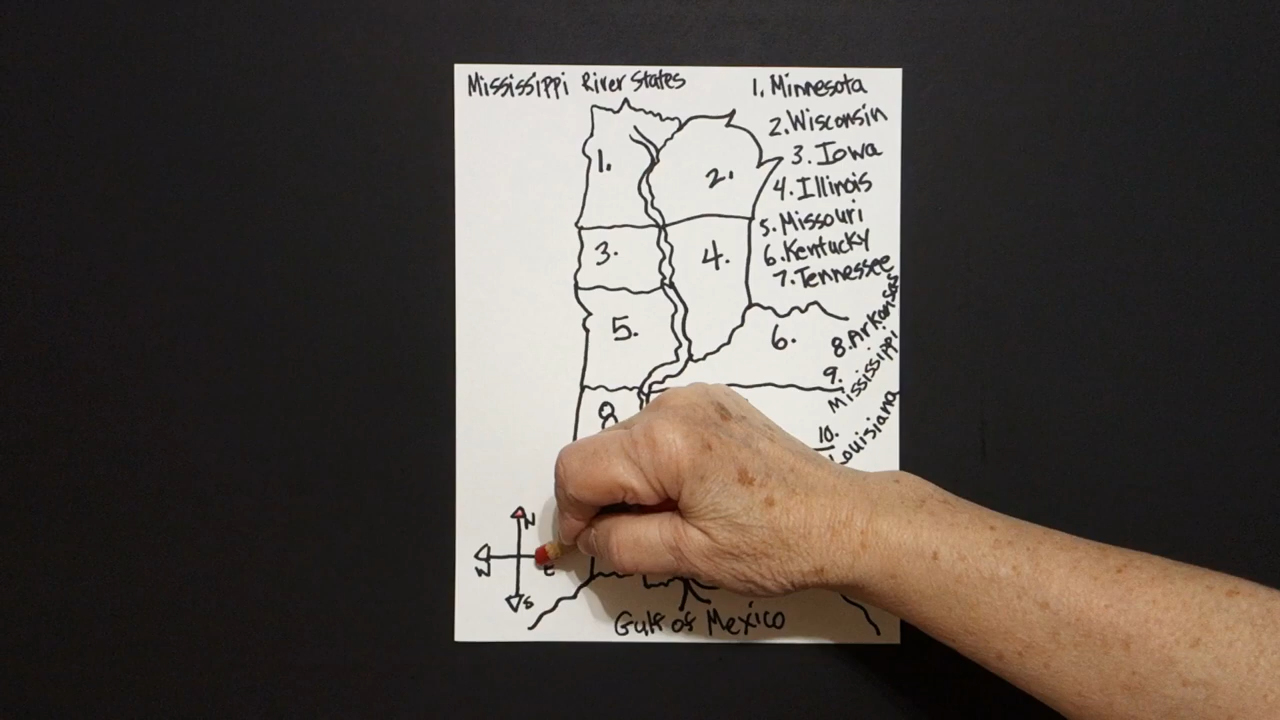 Mississippi River States
1. Minnesota
2. Wisconsin
3. Iowa
4. Illinois
5. Missouri
6. Kentucky
7. Tennessee
8. Arkansas
9. Mississippi
10. Louisiana
1.
2.
3.
4.
5.
6.
8
N
W
E
S
Gulf of Mexico